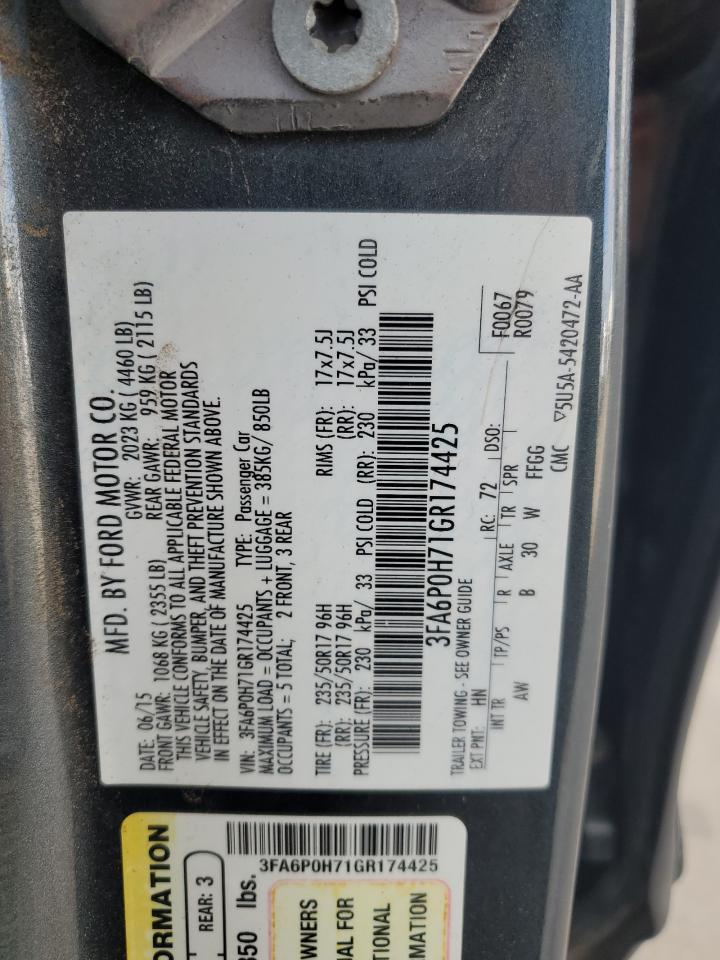 MFD. BY FORD MOTOR CO.
DATE: 06/15 GVWR: 2023 KG ( 4460 LB)
FRONT GAWR: 1068 KG ( 2355 LB) REAR GAWR: 959 KG ( 2115 LB)
THIS VEHICLE CONFORMS TO ALL APPLICABLE FEDERAL MOTOR
VEHICLE SAFETY, BUMPER, AND THEFT PREVENTION STANDARDS
IN EFFECT ON THE DATE OF MANUFACTURE SHOWN ABOVE.
VIN: 3FA6P0H71GR174425 TYPE: Passenger Car
MAXIMUM LOAD = OCCUPANTS + LUGGAGE = 385KG/ 850LB
OCCUPANTS = 5 TOTAL; 2 FRONT, 3 REAR
TIRE (FR): 235/50R17 96H RIMS (FR): 17x7.5J
(RR): 235/50R17 96H (RR): 17x7.5J
PRESSURE (FR): 230 kPa/ 33 PSI COLD (RR): 230 kPa/ 33 PSI COLD
3FA6P0H71GR174425
TRAILER TOWING - SEE OWNER GUIDE
EXT PNT: HN RC: 72 DSO: F0067
R0079
INT TR TP/PS R AXLE TR SPR
AW B 30 W FFGG
CMC ▽5U5A-5420472-AA
ORMATION
REAR: 3
350 lbs.
3FA6P0H71GR174425
WNERS
AL FOR
TIONAL
MATION